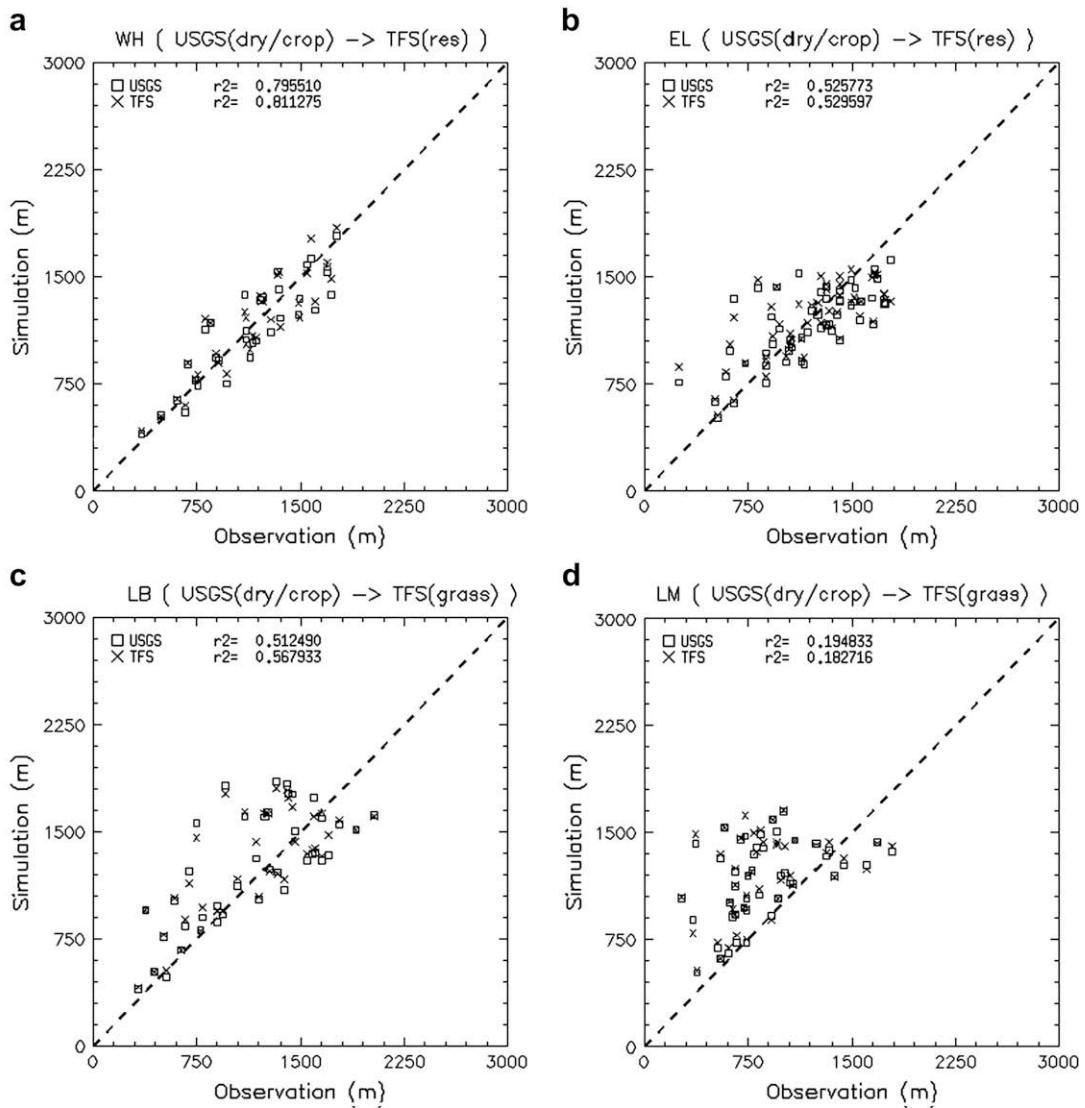 a
WH ( USGS(dry/crop) -> TFS(res) )
3000
USGS r2= 0.795510
TFS r2= 0.811275
2250
1500
750
0
Simulation (m)
0 750 1500 2250 3000
Observation (m)
b
EL ( USGS(dry/crop) -> TFS(res) )
3000
USGS r2= 0.525773
TFS r2= 0.529597
2250
1500
750
0
Simulation (m)
0 750 1500 2250 3000
Observation (m)
c
LB ( USGS(dry/crop) -> TFS(grass) )
3000
USGS r2= 0.512490
TFS r2= 0.567933
2250
1500
750
0
Simulation (m)
0 750 1500 2250 3000
Observation (m)
d
LM ( USGS(dry/crop) -> TFS(grass) )
3000
USGS r2= 0.194833
TFS r2= 0.182716
2250
1500
750
0
Simulation (m)
0 750 1500 2250 3000
Observation (m)